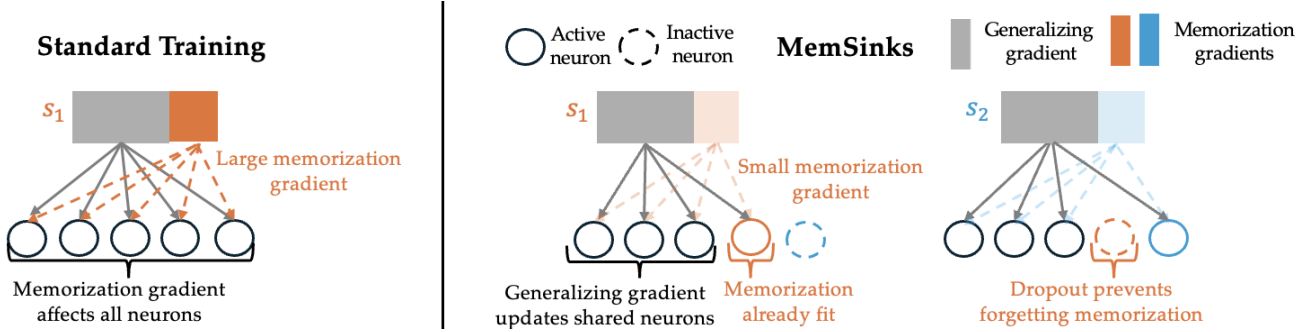 Standard Training
s1
Large memorization
gradient
Memorization gradient
affects all neurons
Active
neuron
Inactive
neuron
MemSinks
Generalizing
gradient
Memorization
gradients
s1
Small memorization
gradient
Generalizing gradient
updates shared neurons
Memorization
already fit
s2
Dropout prevents
forgetting memorization